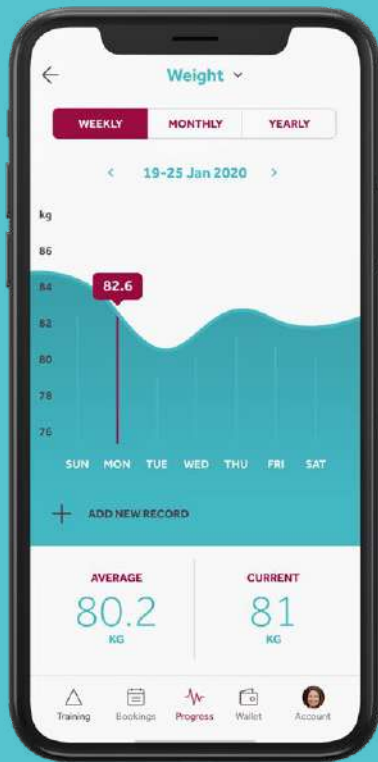 Weight
WEEKLY MONTHLY YEARLY
< 19-25 Jan 2020 >
kg
86
84
82.6
82
80
78
76
SUN MON TUE WED THU FRI SAT
+ ADD NEW RECORD
AVERAGE CURRENT
80.2 81
KG KG
Training Bookings Progress Wallet Account